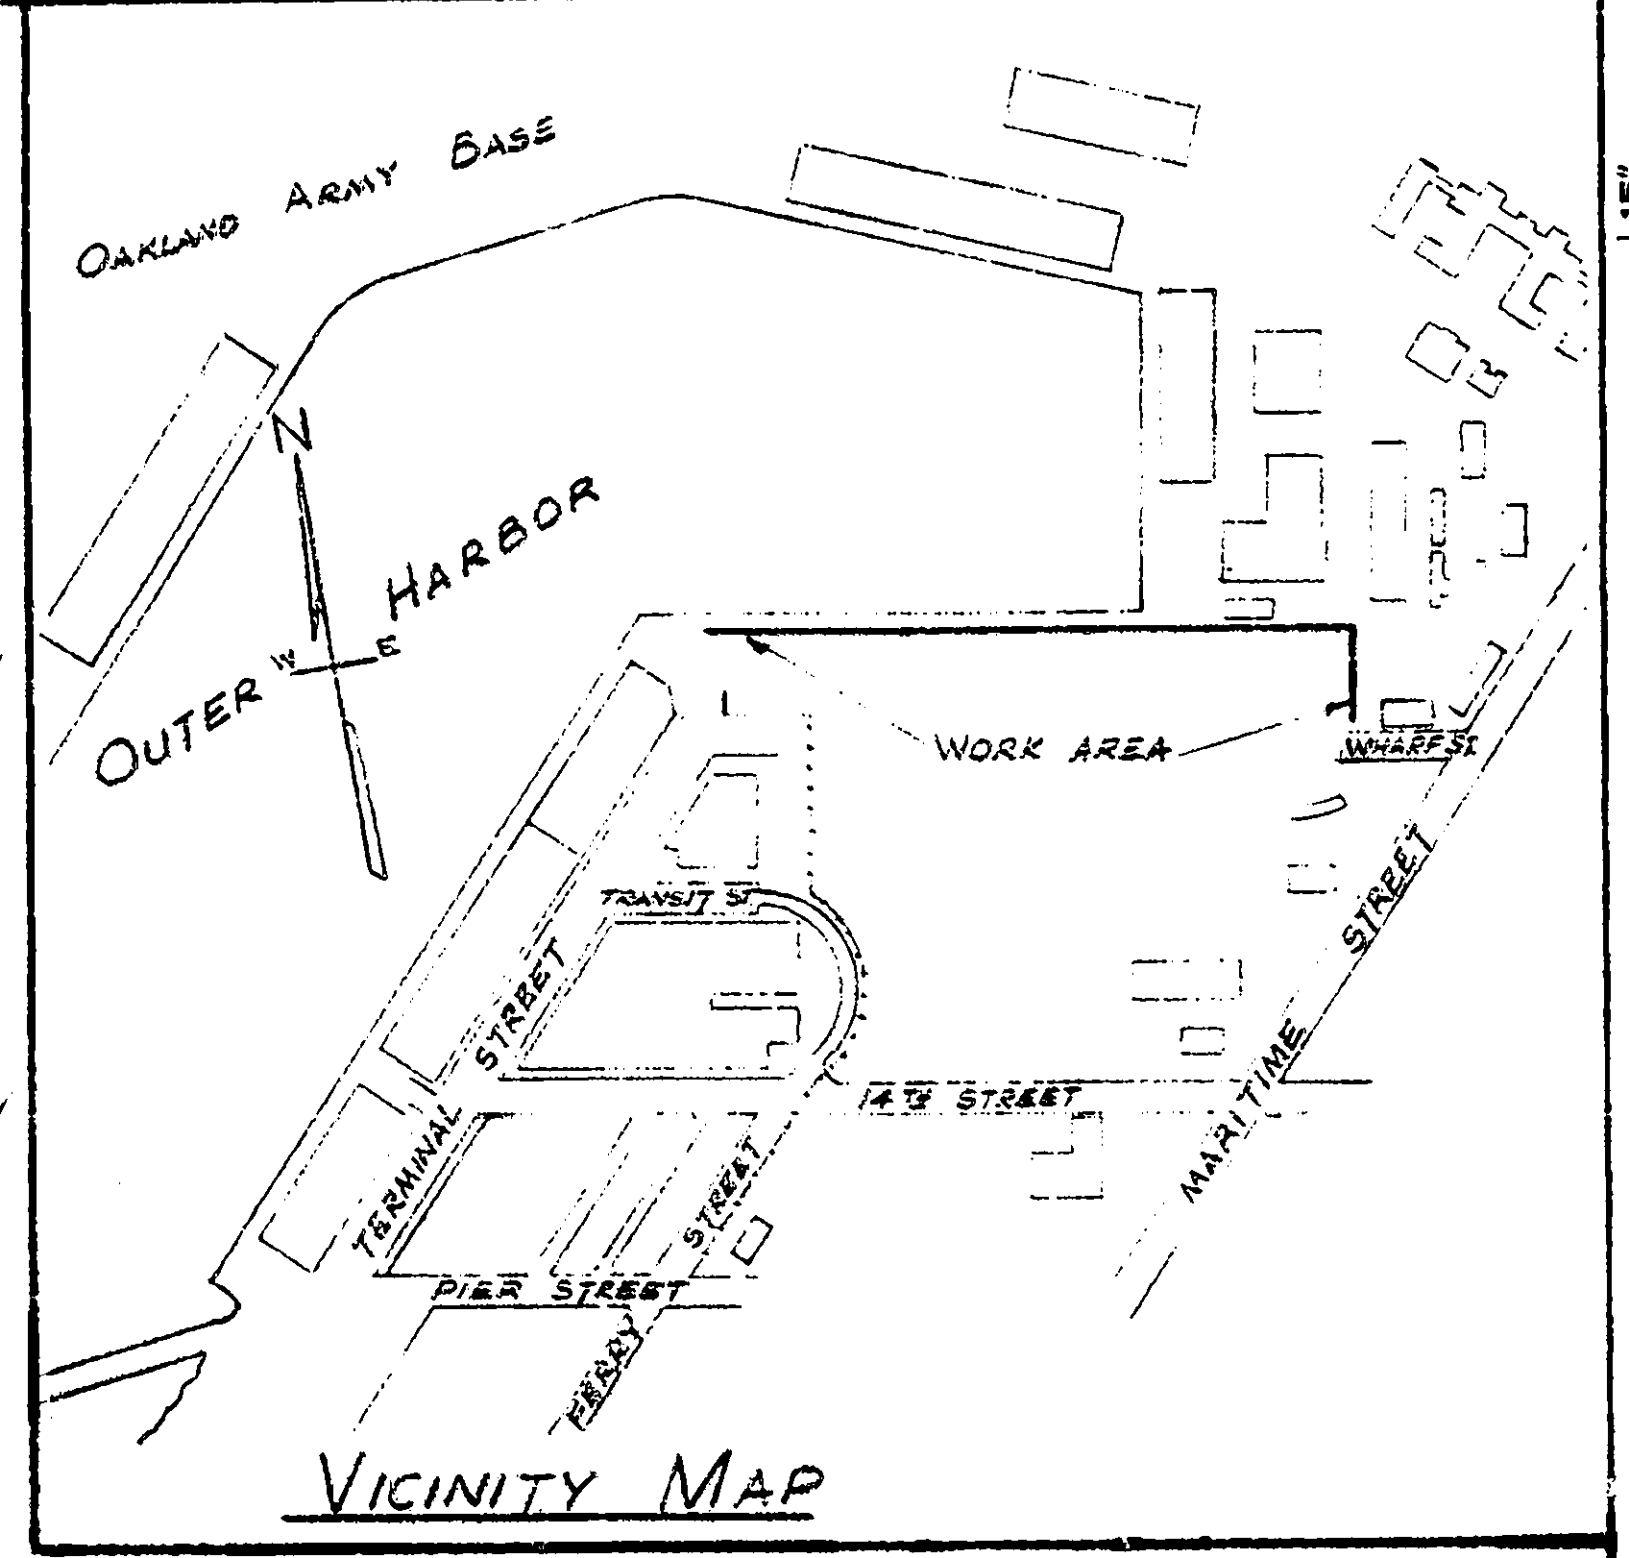 OAKLAND ARMY BASE
N
W E
OUTER HARBOR
WORK AREA
WHARF ST
TRANSIT ST
TERMINAL STREET
14TH STREET
MARITIME STREET
PIER STREET
FERRY STREET
VICINITY MAP